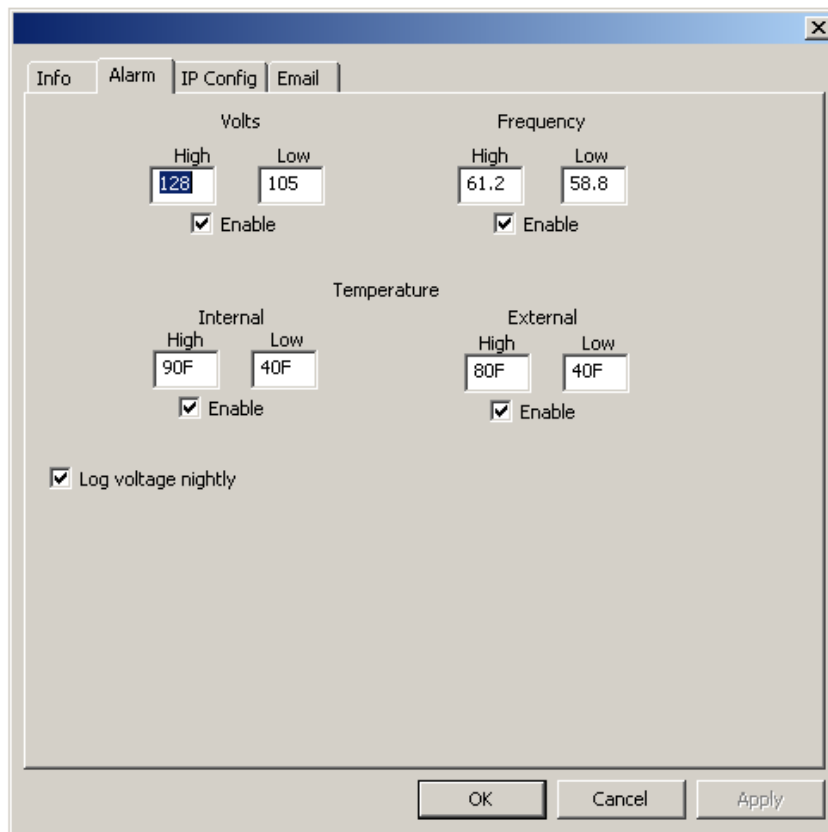 Info Alarm IP Config Email
Volts Frequency
High Low High Low
128 105 61.2 58.8
Enable Enable
Temperature
Internal External
High Low High Low
90F 40F 80F 40F
Enable Enable
Log voltage nightly
OK Cancel Apply